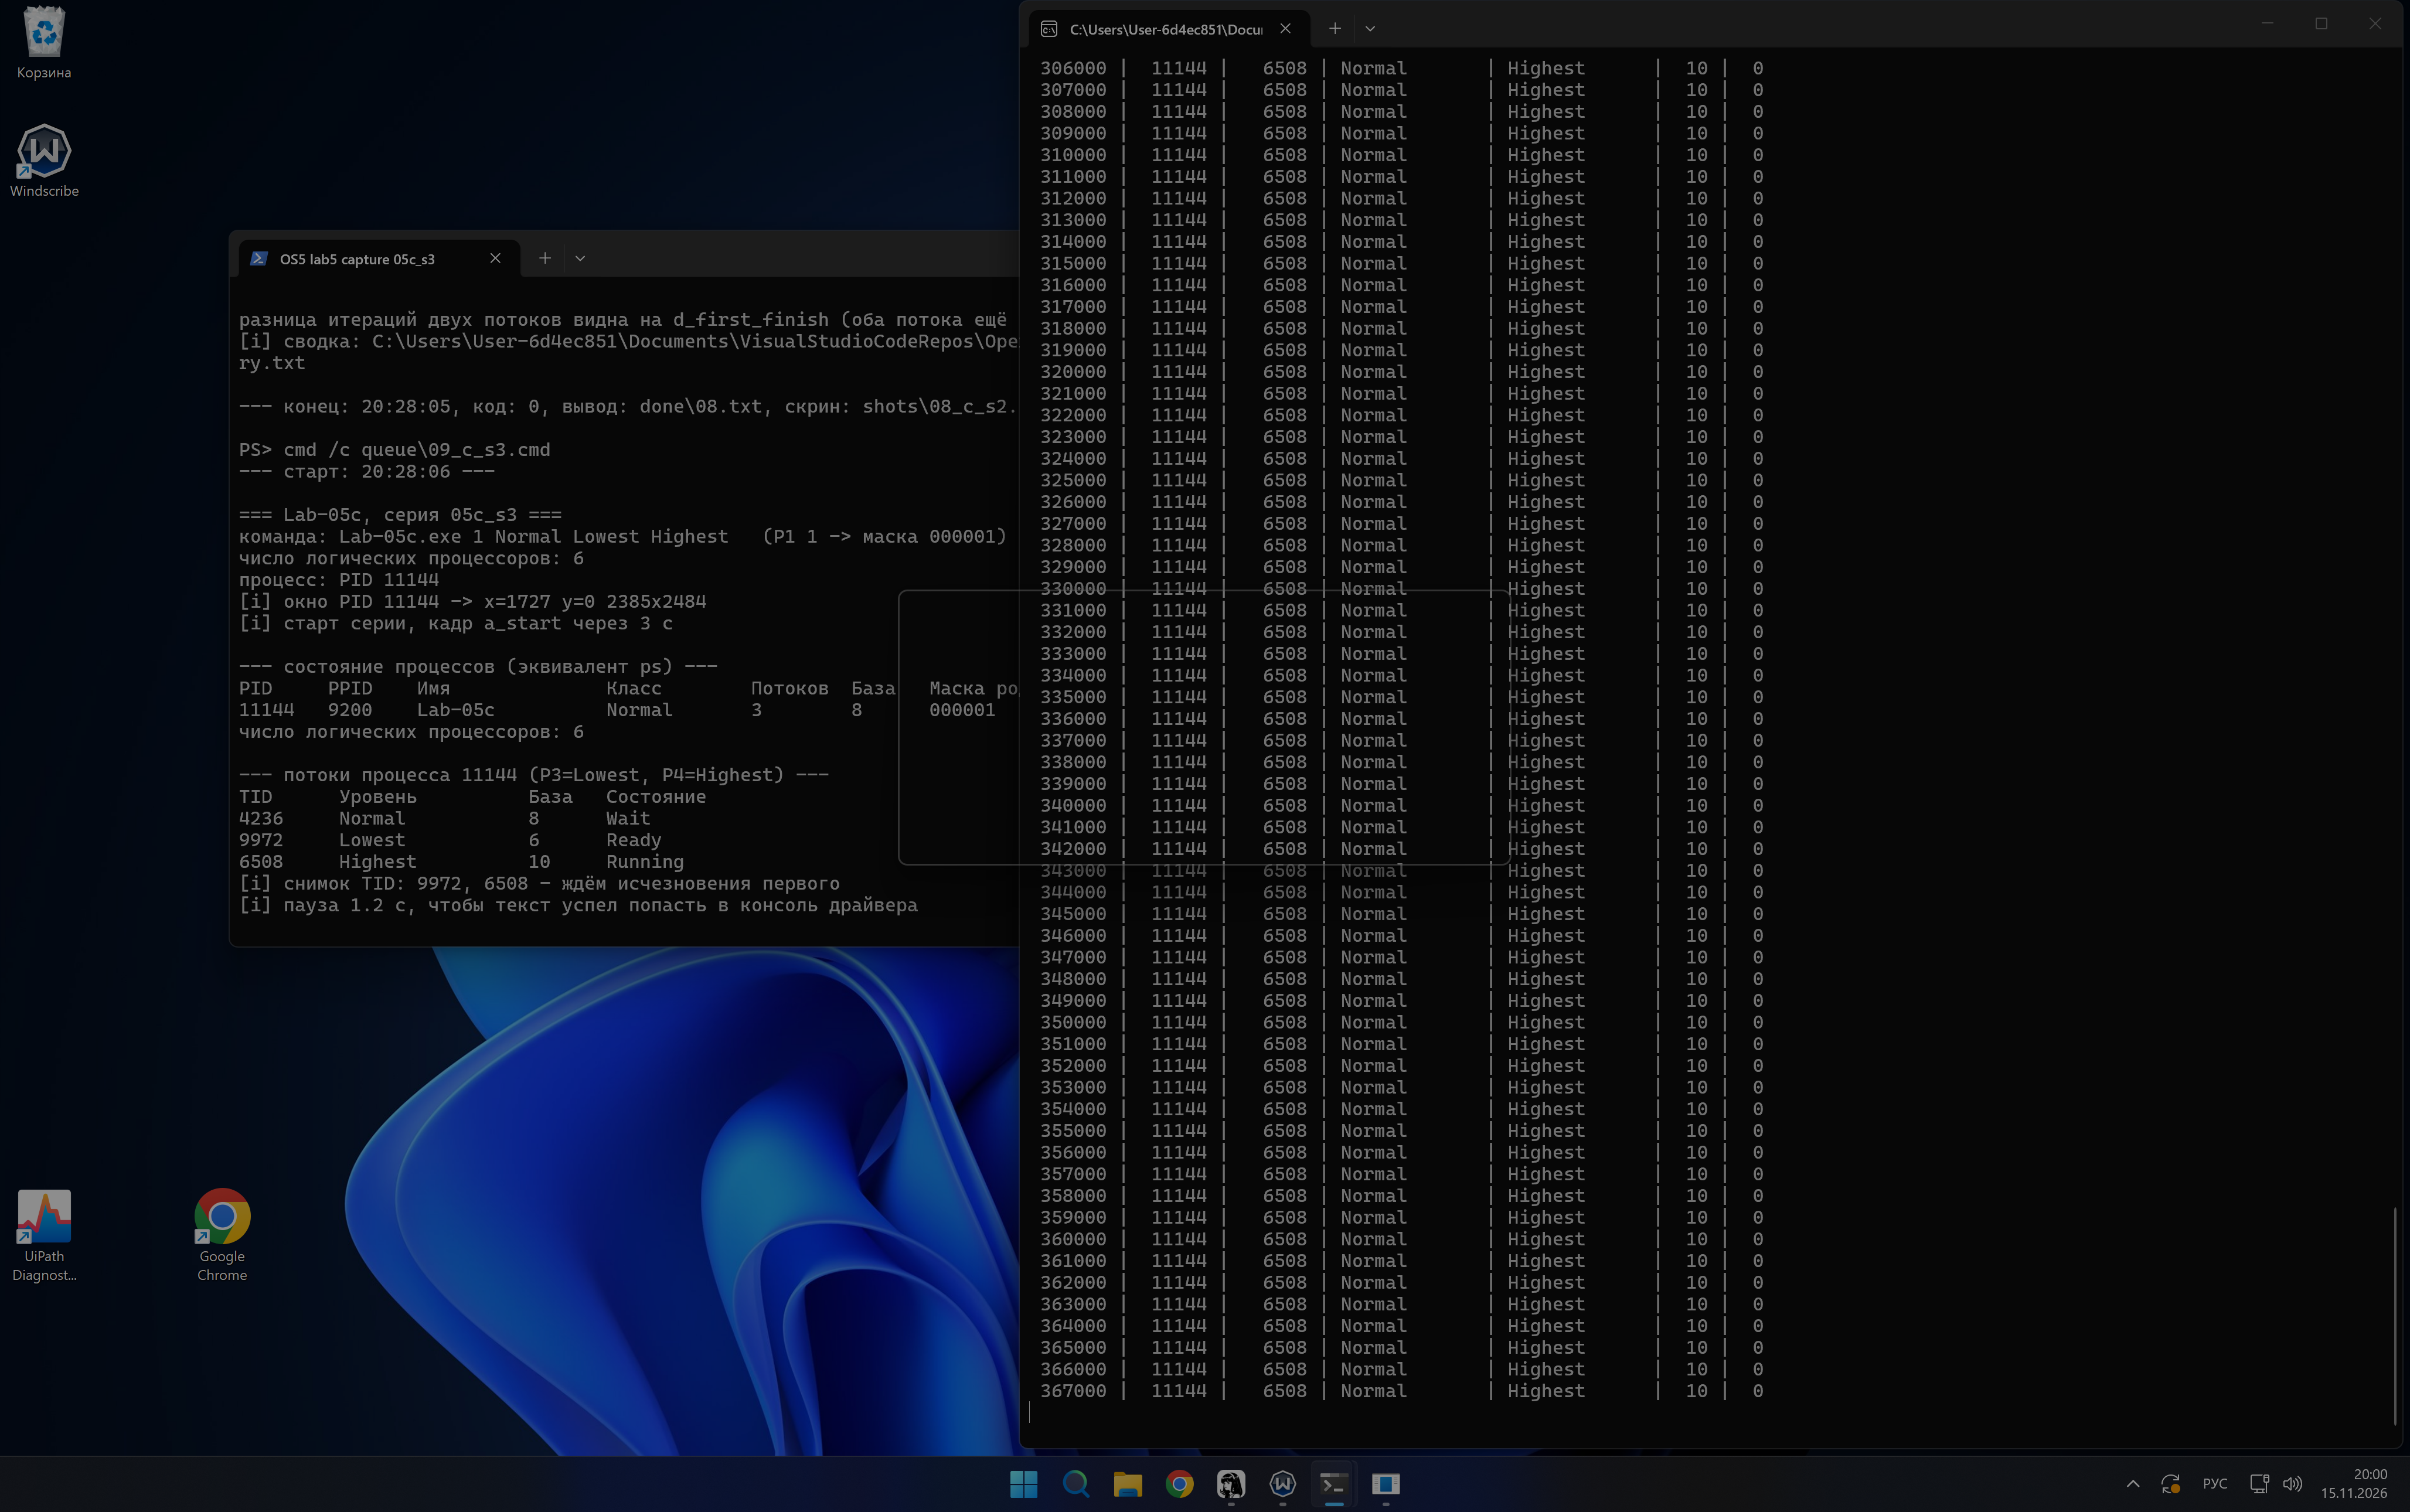 Корзина
Windscribe
UiPath
Diagnost...
Google
Chrome
OS5 lab5 capture 05c_s3
разница итераций двух потоков видна на d_first_finish (оба потока ещё
[i] сводка: C:\Users\User-6d4ec851\Documents\VisualStudioCodeRepos\Ope
ry.txt
--- конец: 20:28:05, код: 0, вывод: done\08.txt, скрин: shots\08_c_s2.
PS> cmd /c queue\09_c_s3.cmd
--- старт: 20:28:06 ---
=== Lab-05c, серия 05c_s3 ===
команда: Lab-05c.exe 1 Normal Lowest Highest   (P1 1 -> маска 000001)
число логических процессоров: 6
процесс: PID 11144
[i] окно PID 11144 -> x=1727 y=0 2385x2484
[i] старт серии, кадр a_start через 3 с
--- состояние процессов (эквивалент ps) ---
PID     PPID    Имя              Класс        Потоков  База   Маска ро
11144   9200    Lab-05c          Normal       3        8      000001
число логических процессоров: 6
--- потоки процесса 11144 (P3=Lowest, P4=Highest) ---
TID      Уровень          База   Состояние
4236     Normal           8      Wait
9972     Lowest           6      Ready
6508     Highest          10     Running
[i] снимок TID: 9972, 6508 - ждём исчезновения первого
[i] пауза 1.2 с, чтобы текст успел попасть в консоль драйвера
C:\Users\User-6d4ec851\Docu
306000 |  11144 |   6508 | Normal       | Highest      |  10 |  0
307000 |  11144 |   6508 | Normal       | Highest      |  10 |  0
308000 |  11144 |   6508 | Normal       | Highest      |  10 |  0
309000 |  11144 |   6508 | Normal       | Highest      |  10 |  0
310000 |  11144 |   6508 | Normal       | Highest      |  10 |  0
311000 |  11144 |   6508 | Normal       | Highest      |  10 |  0
312000 |  11144 |   6508 | Normal       | Highest      |  10 |  0
313000 |  11144 |   6508 | Normal       | Highest      |  10 |  0
314000 |  11144 |   6508 | Normal       | Highest      |  10 |  0
315000 |  11144 |   6508 | Normal       | Highest      |  10 |  0
316000 |  11144 |   6508 | Normal       | Highest      |  10 |  0
317000 |  11144 |   6508 | Normal       | Highest      |  10 |  0
318000 |  11144 |   6508 | Normal       | Highest      |  10 |  0
319000 |  11144 |   6508 | Normal       | Highest      |  10 |  0
320000 |  11144 |   6508 | Normal       | Highest      |  10 |  0
321000 |  11144 |   6508 | Normal       | Highest      |  10 |  0
322000 |  11144 |   6508 | Normal       | Highest      |  10 |  0
323000 |  11144 |   6508 | Normal       | Highest      |  10 |  0
324000 |  11144 |   6508 | Normal       | Highest      |  10 |  0
325000 |  11144 |   6508 | Normal       | Highest      |  10 |  0
326000 |  11144 |   6508 | Normal       | Highest      |  10 |  0
327000 |  11144 |   6508 | Normal       | Highest      |  10 |  0
328000 |  11144 |   6508 | Normal       | Highest      |  10 |  0
329000 |  11144 |   6508 | Normal       | Highest      |  10 |  0
330000 |  11144 |   6508 | Normal       | Highest      |  10 |  0
331000 |  11144 |   6508 | Normal       | Highest      |  10 |  0
332000 |  11144 |   6508 | Normal       | Highest      |  10 |  0
333000 |  11144 |   6508 | Normal       | Highest      |  10 |  0
334000 |  11144 |   6508 | Normal       | Highest      |  10 |  0
335000 |  11144 |   6508 | Normal       | Highest      |  10 |  0
336000 |  11144 |   6508 | Normal       | Highest      |  10 |  0
337000 |  11144 |   6508 | Normal       | Highest      |  10 |  0
338000 |  11144 |   6508 | Normal       | Highest      |  10 |  0
339000 |  11144 |   6508 | Normal       | Highest      |  10 |  0
340000 |  11144 |   6508 | Normal       | Highest      |  10 |  0
341000 |  11144 |   6508 | Normal       | Highest      |  10 |  0
342000 |  11144 |   6508 | Normal       | Highest      |  10 |  0
343000 |  11144 |   6508 | Normal       | Highest      |  10 |  0
344000 |  11144 |   6508 | Normal       | Highest      |  10 |  0
345000 |  11144 |   6508 | Normal       | Highest      |  10 |  0
346000 |  11144 |   6508 | Normal       | Highest      |  10 |  0
347000 |  11144 |   6508 | Normal       | Highest      |  10 |  0
348000 |  11144 |   6508 | Normal       | Highest      |  10 |  0
349000 |  11144 |   6508 | Normal       | Highest      |  10 |  0
350000 |  11144 |   6508 | Normal       | Highest      |  10 |  0
351000 |  11144 |   6508 | Normal       | Highest      |  10 |  0
352000 |  11144 |   6508 | Normal       | Highest      |  10 |  0
353000 |  11144 |   6508 | Normal       | Highest      |  10 |  0
354000 |  11144 |   6508 | Normal       | Highest      |  10 |  0
355000 |  11144 |   6508 | Normal       | Highest      |  10 |  0
356000 |  11144 |   6508 | Normal       | Highest      |  10 |  0
357000 |  11144 |   6508 | Normal       | Highest      |  10 |  0
358000 |  11144 |   6508 | Normal       | Highest      |  10 |  0
359000 |  11144 |   6508 | Normal       | Highest      |  10 |  0
360000 |  11144 |   6508 | Normal       | Highest      |  10 |  0
361000 |  11144 |   6508 | Normal       | Highest      |  10 |  0
362000 |  11144 |   6508 | Normal       | Highest      |  10 |  0
363000 |  11144 |   6508 | Normal       | Highest      |  10 |  0
364000 |  11144 |   6508 | Normal       | Highest      |  10 |  0
365000 |  11144 |   6508 | Normal       | Highest      |  10 |  0
366000 |  11144 |   6508 | Normal       | Highest      |  10 |  0
367000 |  11144 |   6508 | Normal       | Highest      |  10 |  0
РУС
20:00
15.11.2026